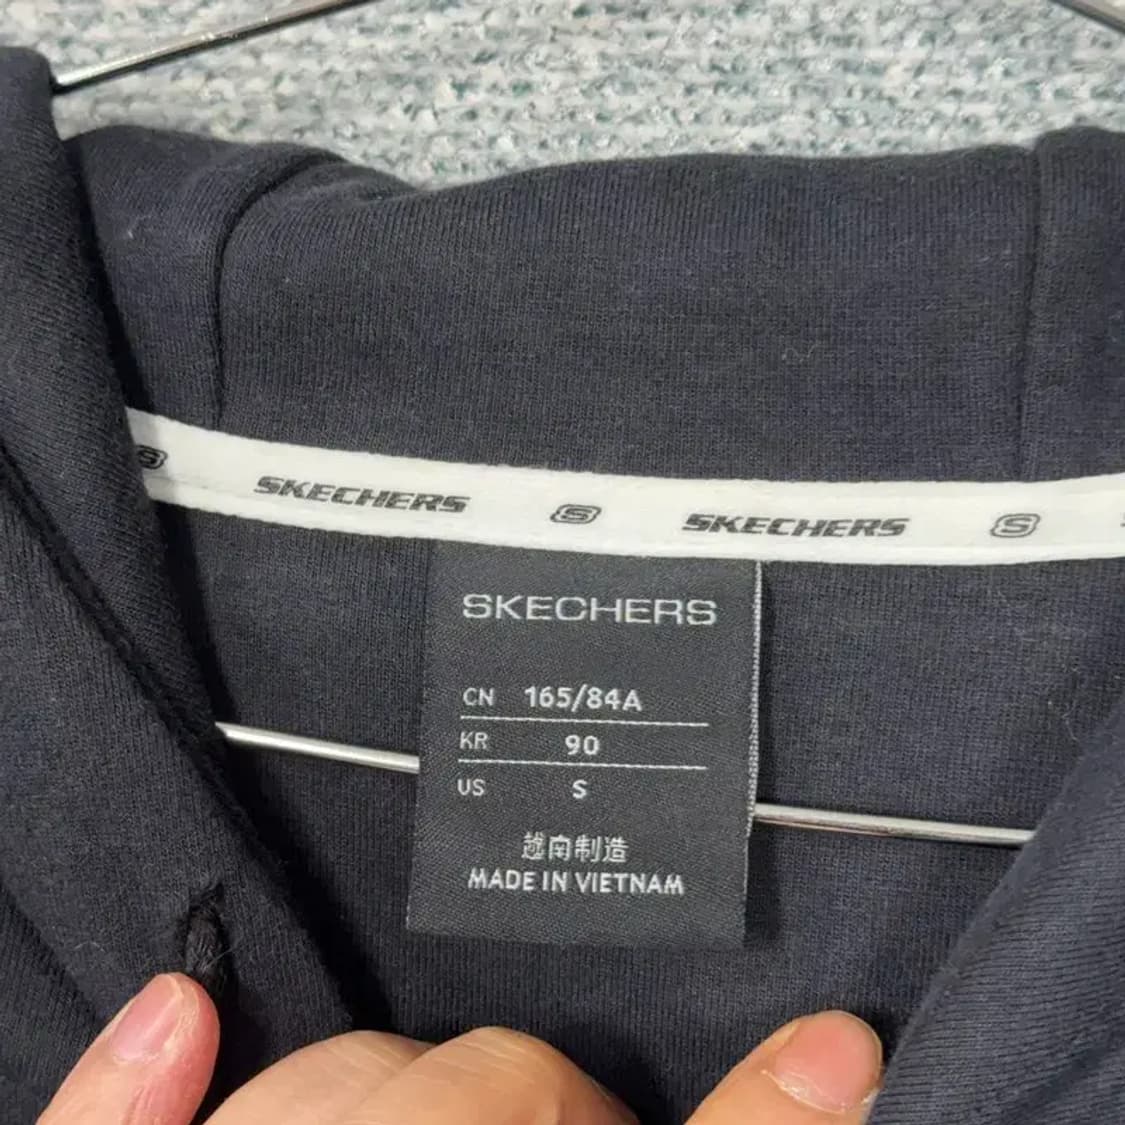 S SKECHERS S SKECHERS S
SKECHERS
CN 165/84A
KR 90
US S
越南制造
MADE IN VIETNAM